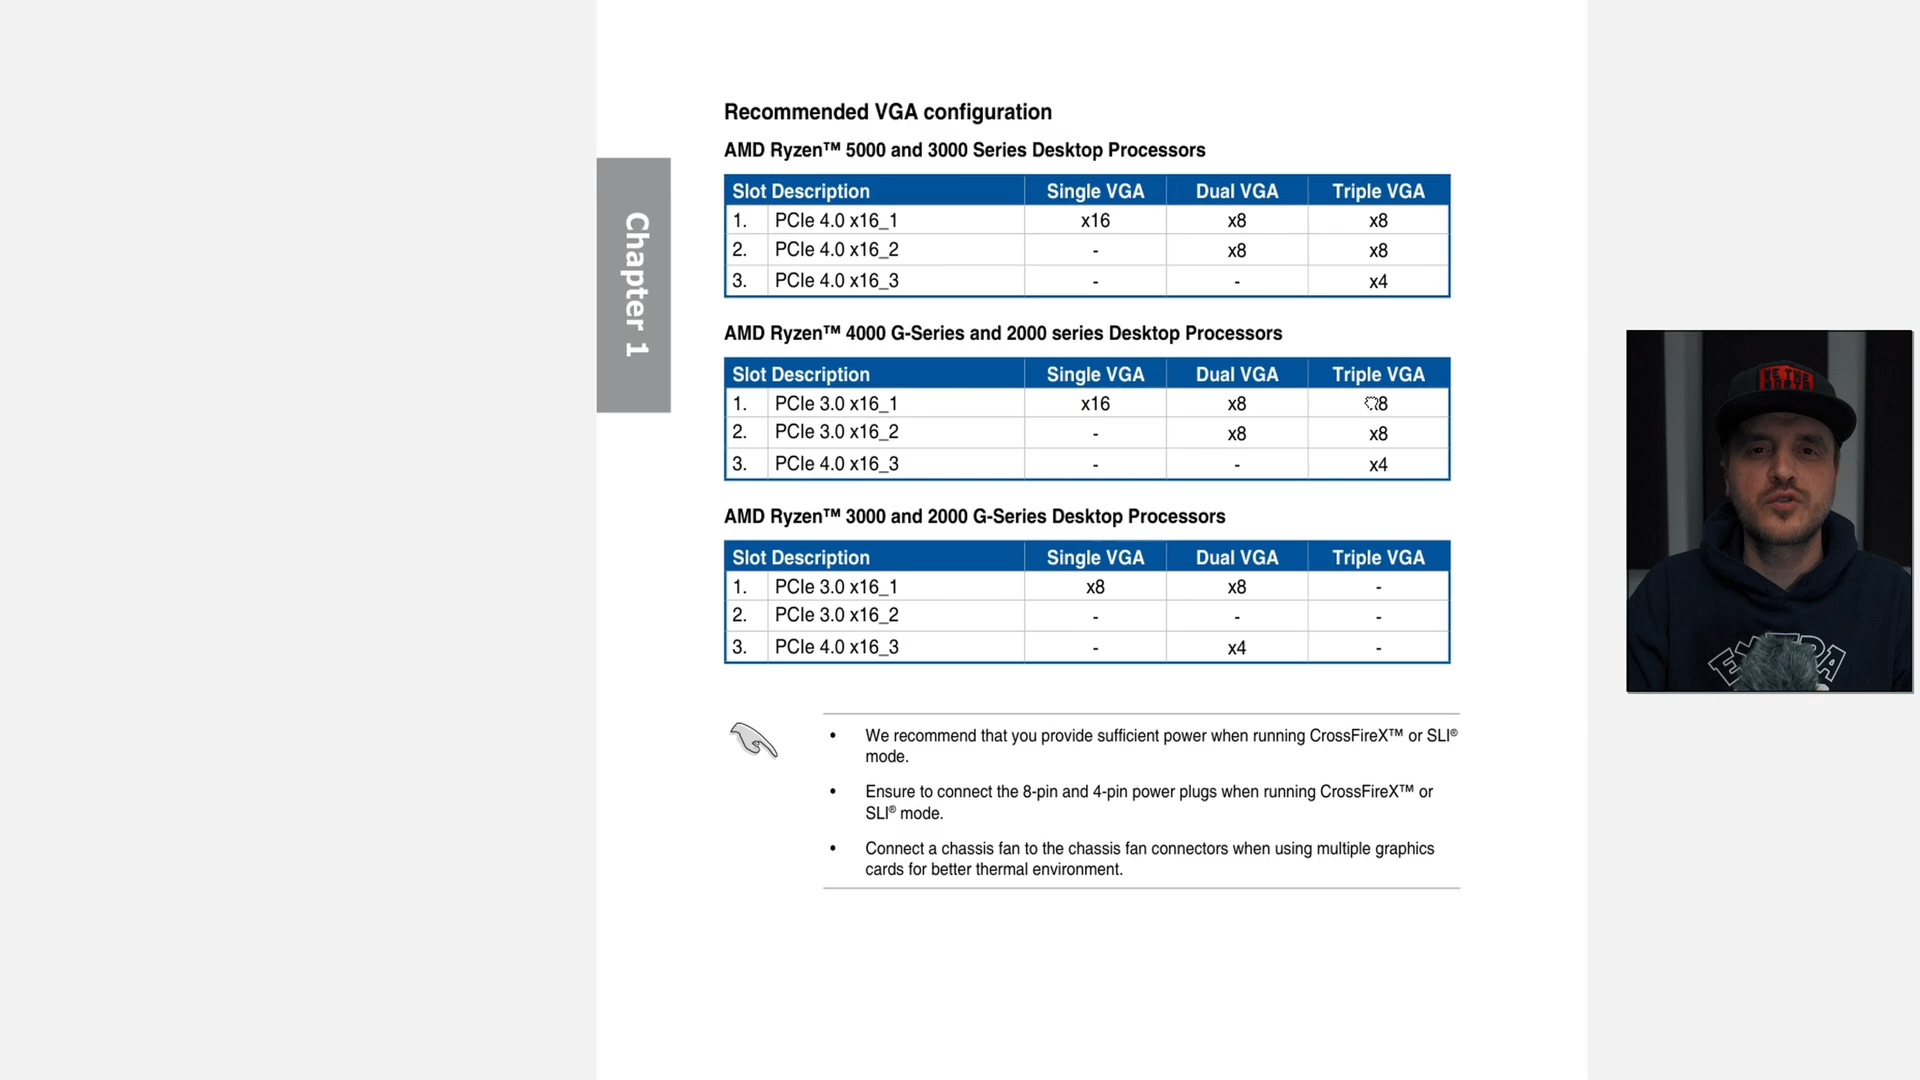 Chapter 1
Recommended VGA configuration
AMD Ryzen™ 5000 and 3000 Series Desktop Processors
Slot Description Single VGA Dual VGA Triple VGA
1. PCIe 4.0 x16_1 x16 x8 x8
2. PCIe 4.0 x16_2 - x8 x8
3. PCIe 4.0 x16_3 - - x4
AMD Ryzen™ 4000 G-Series and 2000 series Desktop Processors
Slot Description Single VGA Dual VGA Triple VGA
1. PCIe 3.0 x16_1 x16 x8 8
2. PCIe 3.0 x16_2 - x8 x8
3. PCIe 4.0 x16_3 - - x4
AMD Ryzen™ 3000 and 2000 G-Series Desktop Processors
Slot Description Single VGA Dual VGA Triple VGA
1. PCIe 3.0 x16_1 x8 x8 -
2. PCIe 3.0 x16_2 - - -
3. PCIe 4.0 x16_3 - x4 -
• We recommend that you provide sufficient power when running CrossFireX™ or SLI®
mode.
• Ensure to connect the 8-pin and 4-pin power plugs when running CrossFireX™ or
SLI® mode.
• Connect a chassis fan to the chassis fan connectors when using multiple graphics
cards for better thermal environment.
WE THE
NORTH